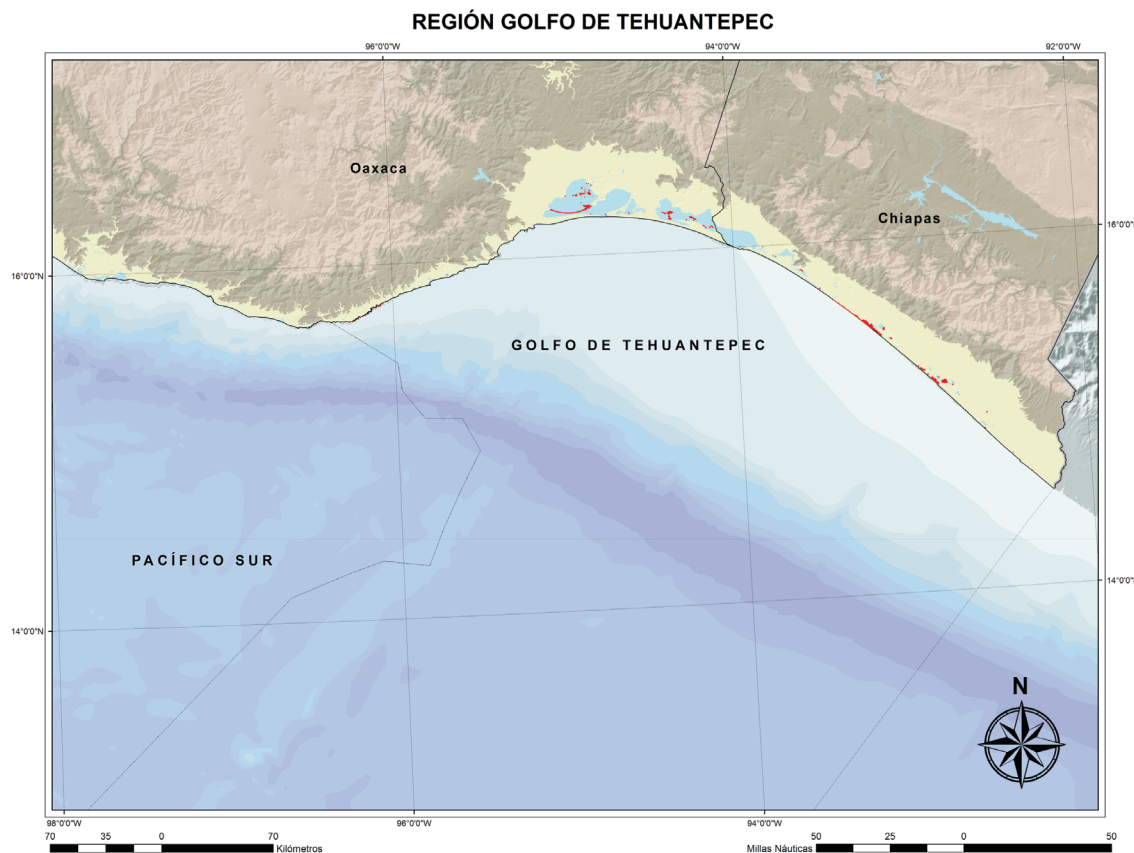 REGIÓN GOLFO DE TEHUANTEPEC
96°0'0"W 94°0'0"W 92°0'0"W
Oaxaca
Chiapas
16°0'0"N
16°0'0"N
GOLFO DE TEHUANTEPEC
PACÍFICO SUR
14°0'0"N
14°0'0"N
N
98°0'0"W 96°0'0"W 94°0'0"W
70 35 0 70 Kilómetros
50 25 0 50 Millas Náuticas